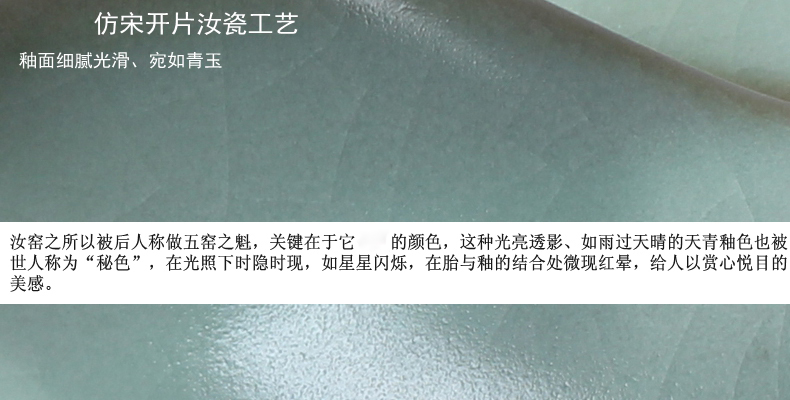 仿宋开片汝瓷工艺
釉面细腻光滑、宛如青玉
汝窑之所以被后人称做五窑之魁，关键在于它 的颜色，这种光亮透影、如雨过天晴的天青釉色也被
世人称为“秘色”，在光照下时隐时现，如星星闪烁，在胎与釉的结合处微现红晕，给人以赏心悦目的
美感。